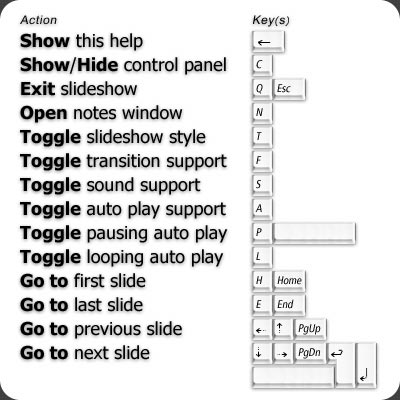 Action Key(s)
Show this help ←
Show/Hide control panel C
Exit slideshow Q Esc
Open notes window N
Toggle slideshow style T
Toggle transition support F
Toggle sound support S
Toggle auto play support A
Toggle pausing auto play P
Toggle looping auto play L
Go to first slide H Home
Go to last slide E End
Go to previous slide ← ↑ PgUp
Go to next slide ↓ → PgDn ↩ ↲